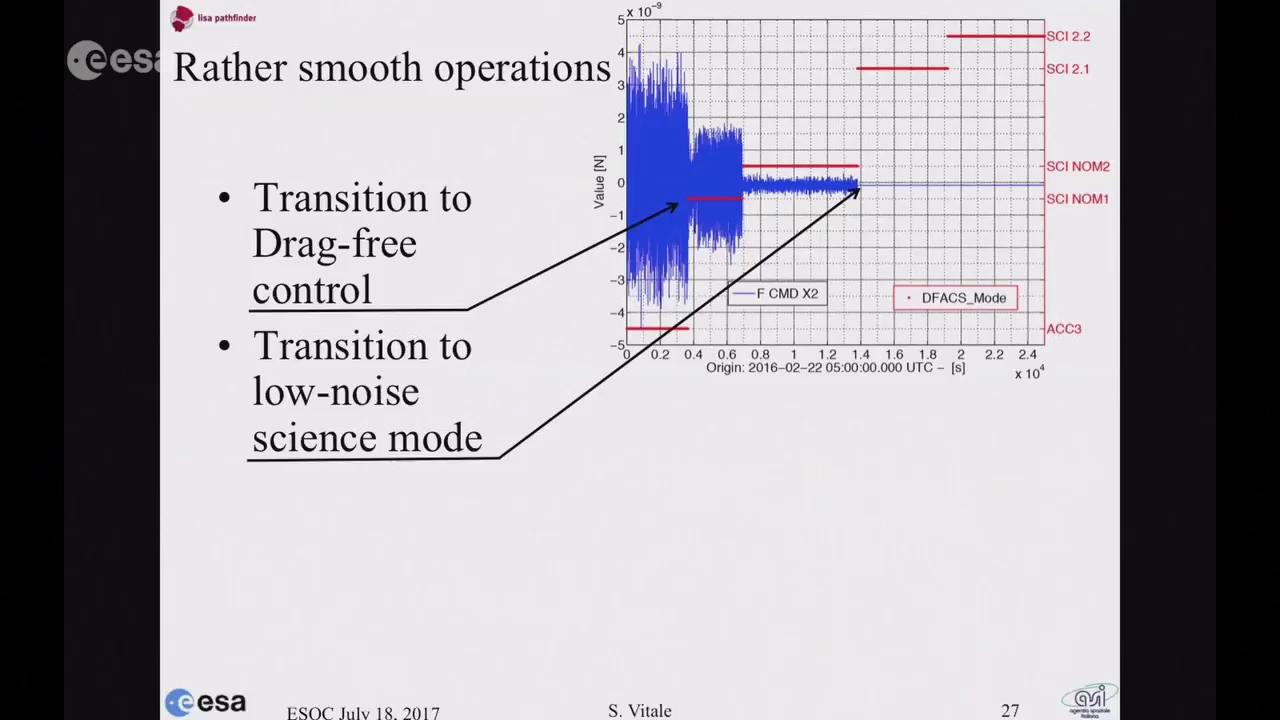 lisa pathfinder
esa
Rather smooth operations
• Transition to
Drag-free
control
• Transition to
low-noise
science mode
x 10⁻⁹
5
4
3
2
1
0
−1
−2
−3
−4
−5
Value [N]
F CMD X2
DFACS_Mode
SCI 2.2
SCI 2.1
SCI NOM2
SCI NOM1
ACC3
0 0.2 0.4 0.6 0.8 1 1.2 1.4 1.6 1.8 2 2.2 2.4
Origin: 2016−02−22 05:00:00.000 UTC − [s]
x 10⁴
esa
ESOC July 18, 2017
S. Vitale
27
asi
agenzia spaziale
italiana